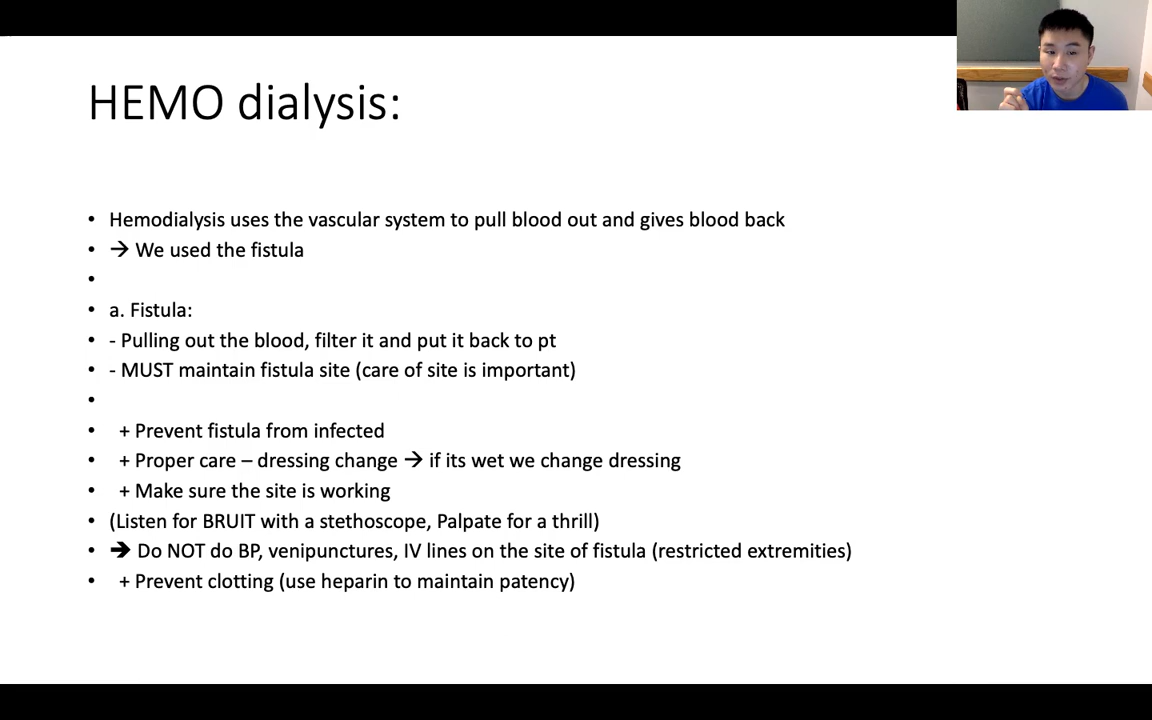 HEMO dialysis:
• Hemodialysis uses the vascular system to pull blood out and gives blood back
• → We used the fistula
•
• a. Fistula:
• - Pulling out the blood, filter it and put it back to pt
• - MUST maintain fistula site (care of site is important)
•
• + Prevent fistula from infected
• + Proper care – dressing change → if its wet we change dressing
• + Make sure the site is working
• (Listen for BRUIT with a stethoscope, Palpate for a thrill)
• ➔ Do NOT do BP, venipunctures, IV lines on the site of fistula (restricted extremities)
• + Prevent clotting (use heparin to maintain patency)